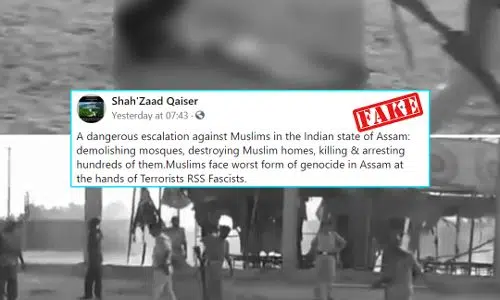 Shah'Zaad Qaiser
Yesterday at 07:43 ·
FAKE
A dangerous escalation against Muslims in the Indian state of Assam:
demolishing mosques, destroying Muslim homes, killing & arresting
hundreds of them.Muslims face worst form of genocide in Assam at
the hands of Terrorists RSS Fascists.